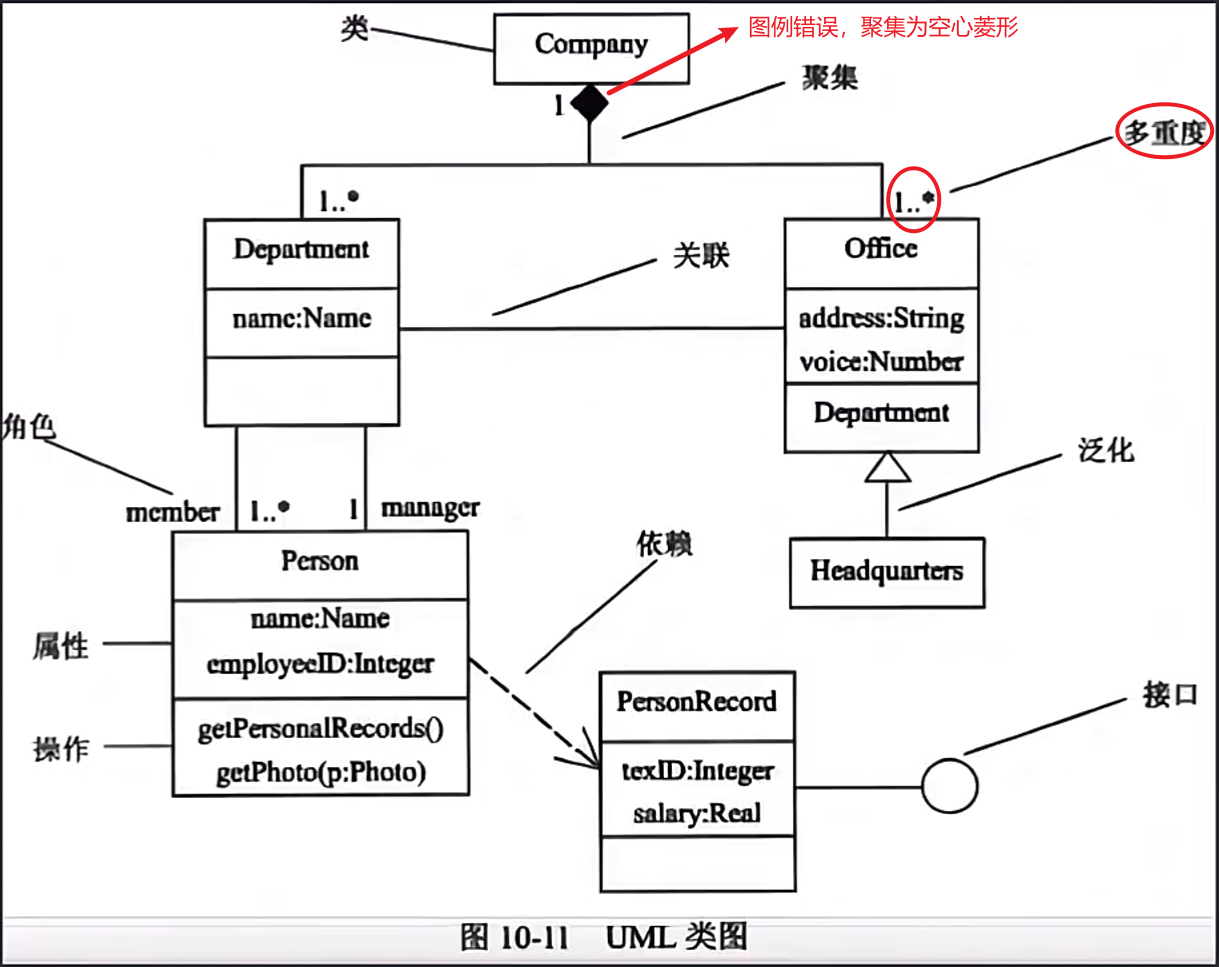 类
Company
图例错误，聚集为空心菱形
1
聚集
多重度
1..*
1..*
Department
Office
name:Name
关联
address:String
voice:Number
Department
角色
泛化
member
1..*
1
manager
Person
依赖
Headquarters
属性
name:Name
employeeID:Integer
PersonRecord
接口
操作
getPersonalRecords()
getPhoto(p:Photo)
texID:Integer
salary:Real
图 10-11 UML 类图